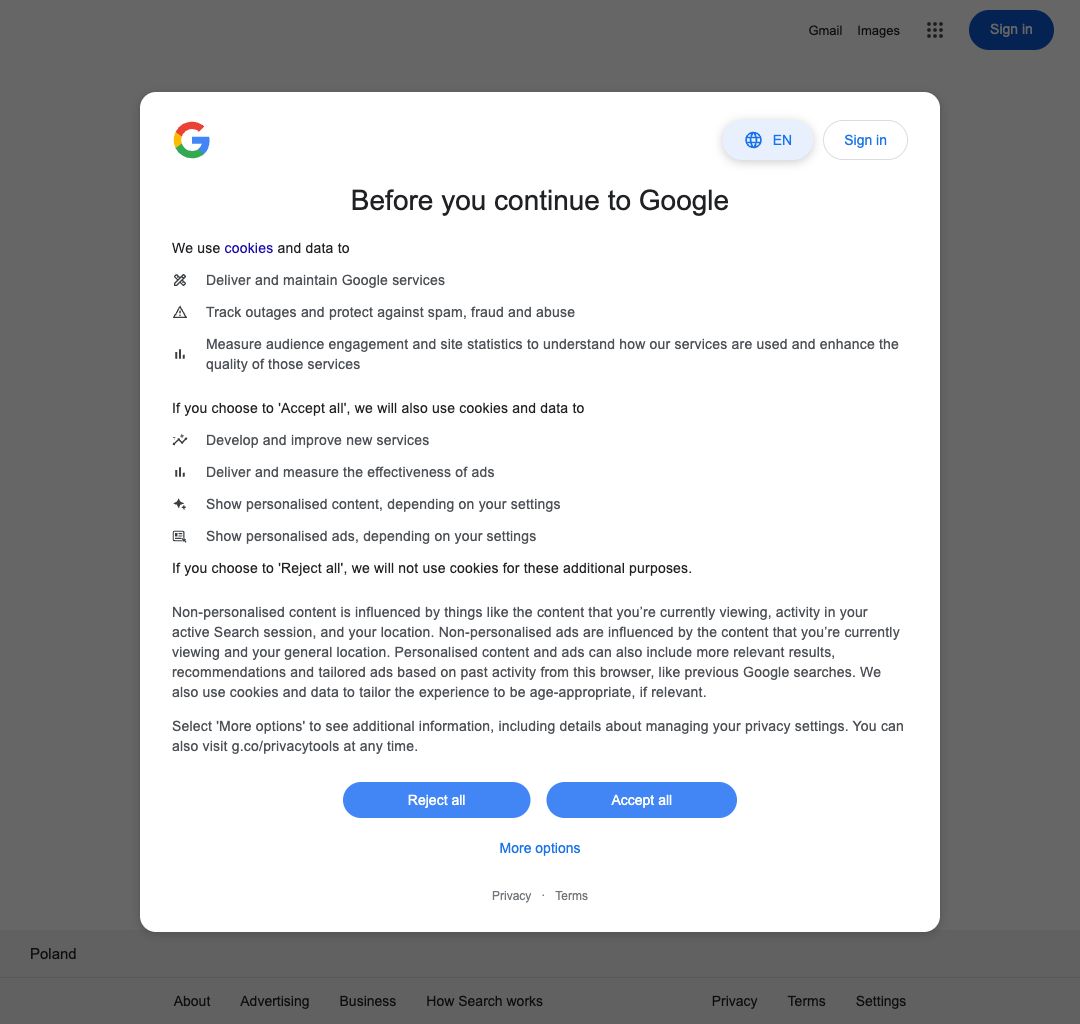 Gmail Images Sign in
EN Sign in
Before you continue to Google
We use cookies and data to
Deliver and maintain Google services
Track outages and protect against spam, fraud and abuse
Measure audience engagement and site statistics to understand how our services are used and enhance the
quality of those services
If you choose to 'Accept all', we will also use cookies and data to
Develop and improve new services
Deliver and measure the effectiveness of ads
Show personalised content, depending on your settings
Show personalised ads, depending on your settings
If you choose to 'Reject all', we will not use cookies for these additional purposes.
Non-personalised content is influenced by things like the content that you’re currently viewing, activity in your
active Search session, and your location. Non-personalised ads are influenced by the content that you’re currently
viewing and your general location. Personalised content and ads can also include more relevant results,
recommendations and tailored ads based on past activity from this browser, like previous Google searches. We
also use cookies and data to tailor the experience to be age-appropriate, if relevant.
Select 'More options' to see additional information, including details about managing your privacy settings. You can
also visit g.co/privacytools at any time.
Reject all Accept all
More options
Privacy · Terms
Poland
About Advertising Business How Search works Privacy Terms Settings